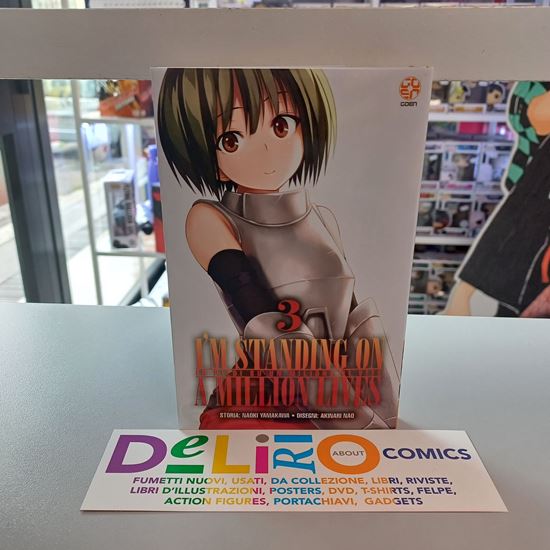 GOEN
3
I'M STANDING ON
A MILLION LIVES
STORIA: NAOKI YAMAKAWA • DISEGNI: AKINARI NAO
DELIRIO ABOUT COMICS
FUMETTI NUOVI, USATI, DA COLLEZIONE, LIBRI, RIVISTE,
LIBRI D'ILLUSTRAZIONI, POSTERS, DVD, T-SHIRTS, FELPE,
ACTION FIGURES, PORTACHIAVI, GADGETS